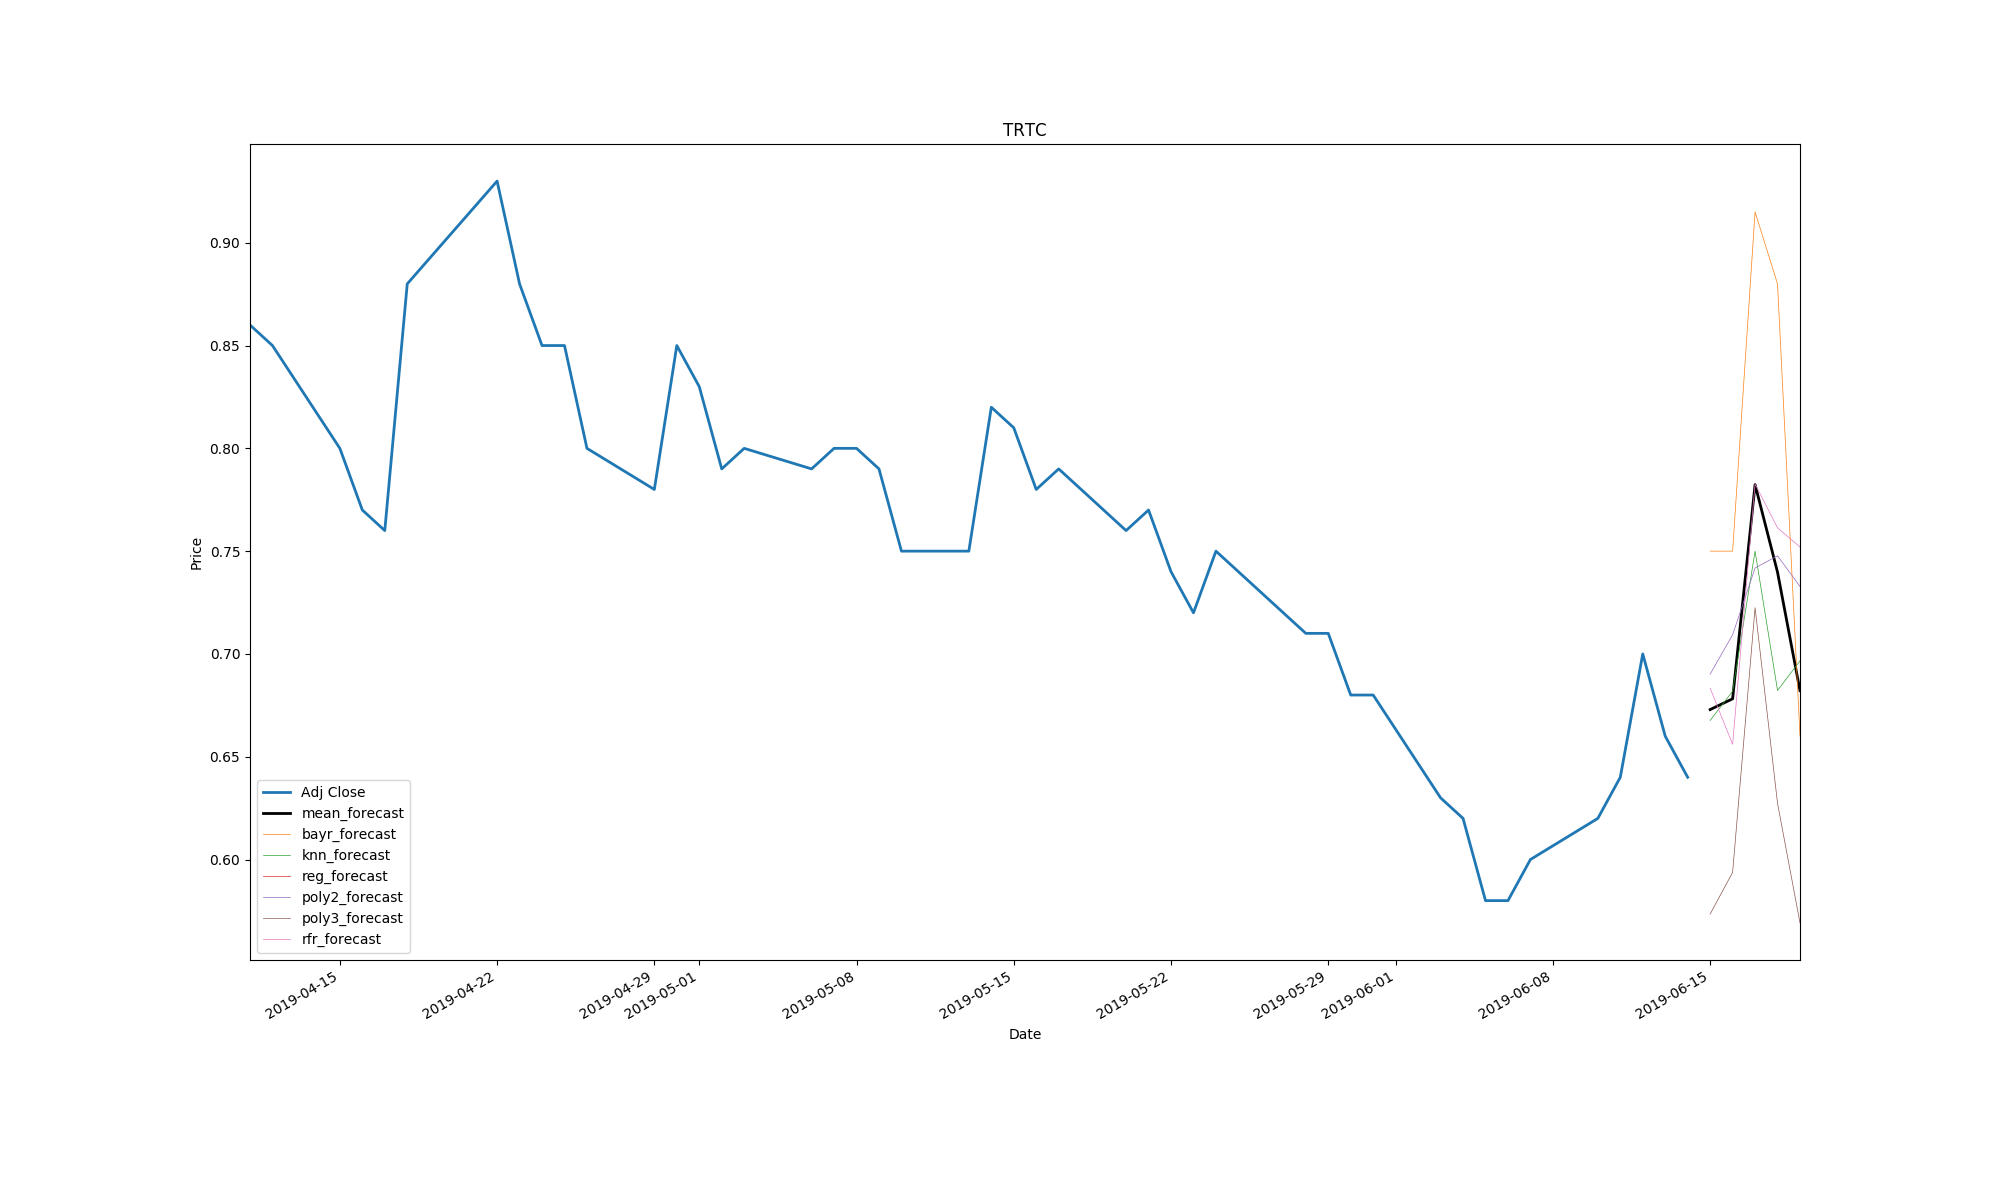 TRTC
0.90
0.85
0.80
0.75
0.70
0.65
0.60
Price
Adj Close
mean_forecast
bayr_forecast
knn_forecast
reg_forecast
poly2_forecast
poly3_forecast
rfr_forecast
2019-04-15
2019-04-22
2019-04-29
2019-05-01
2019-05-08
2019-05-15
2019-05-22
2019-05-29
2019-06-01
2019-06-08
2019-06-15
Date